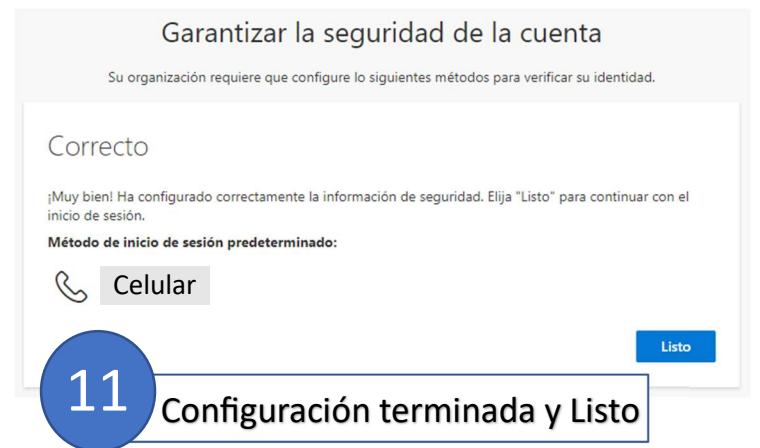 Garantizar la seguridad de la cuenta
Su organización requiere que configure lo siguientes métodos para verificar su identidad.
Correcto
¡Muy bien! Ha configurado correctamente la información de seguridad. Elija "Listo" para continuar con el
inicio de sesión.
Método de inicio de sesión predeterminado:
Celular
Listo
11
Configuración terminada y Listo